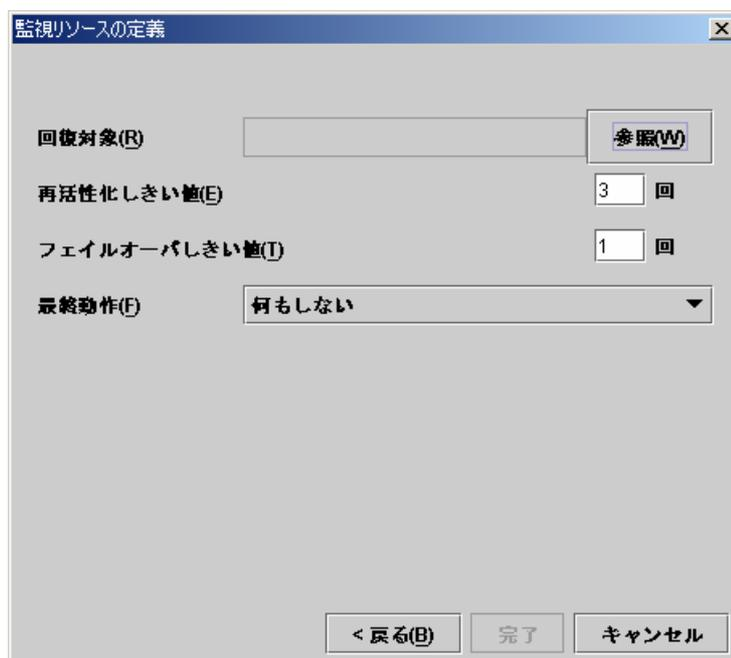 監視リソースの定義
回復対象(R) 参照(W)
再活性化しきい値(E) 3 回
フェイルオーバしきい値(T) 1 回
最終動作(F) 何もしない
< 戻る(B) 完了 キャンセル